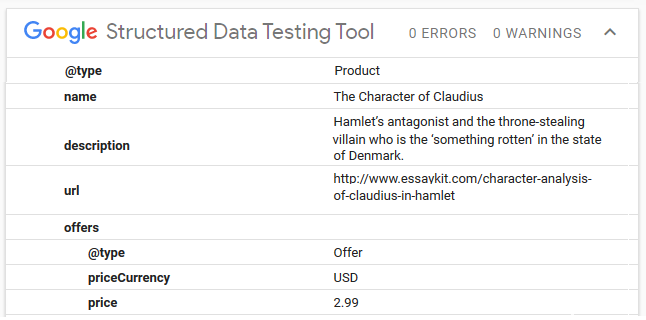 Google Structured Data Testing Tool 0 ERRORS 0 WARNINGS
@type Product
name The Character of Claudius
description Hamlet’s antagonist and the throne-stealing
villain who is the ‘something rotten’ in the state
of Denmark.
url http://www.essaykit.com/character-analysis-
of-claudius-in-hamlet
offers
@type Offer
priceCurrency USD
price 2.99